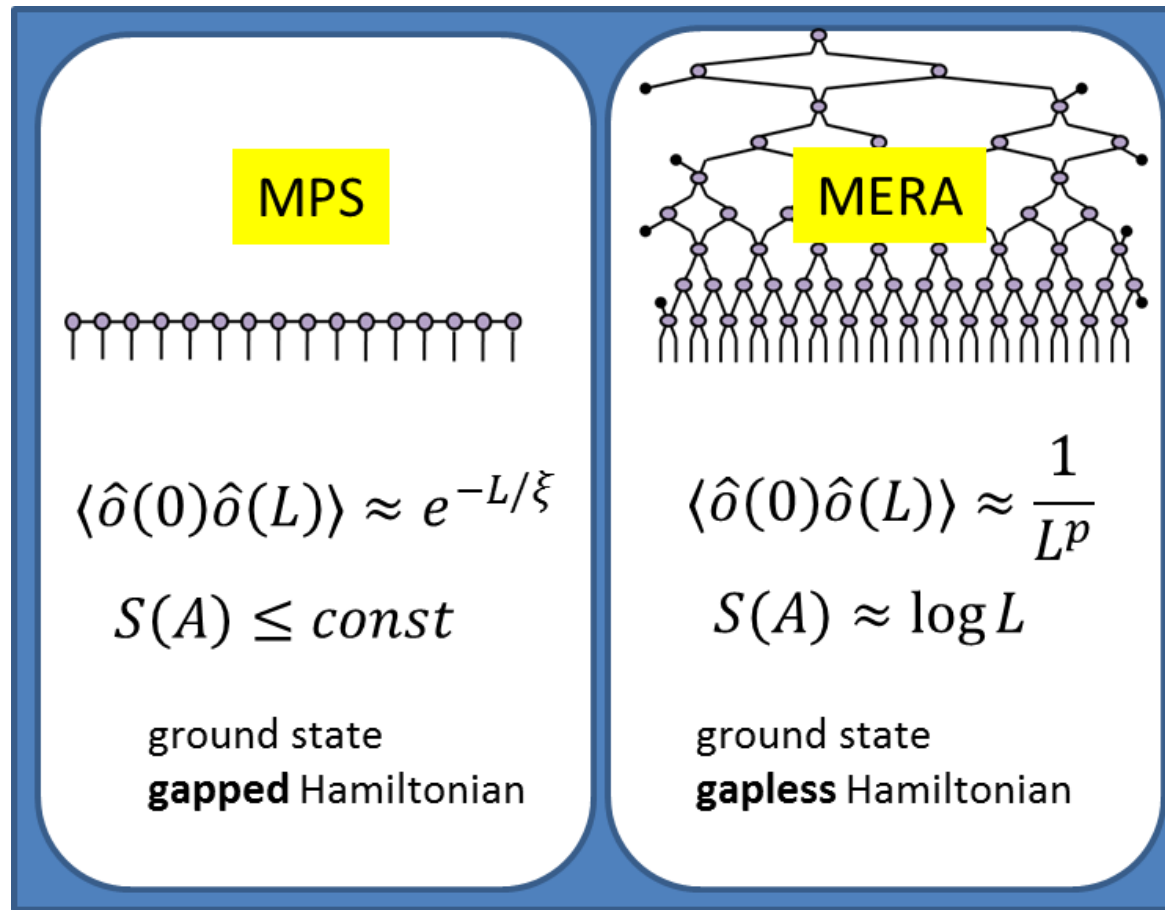 MPS
⟨ô(0)ô(L)⟩ ≈ e^{-L/ξ}
S(A) ≤ const
ground state
gapped Hamiltonian
MERA
⟨ô(0)ô(L)⟩ ≈ 1/L^p
S(A) ≈ log L
ground state
gapless Hamiltonian